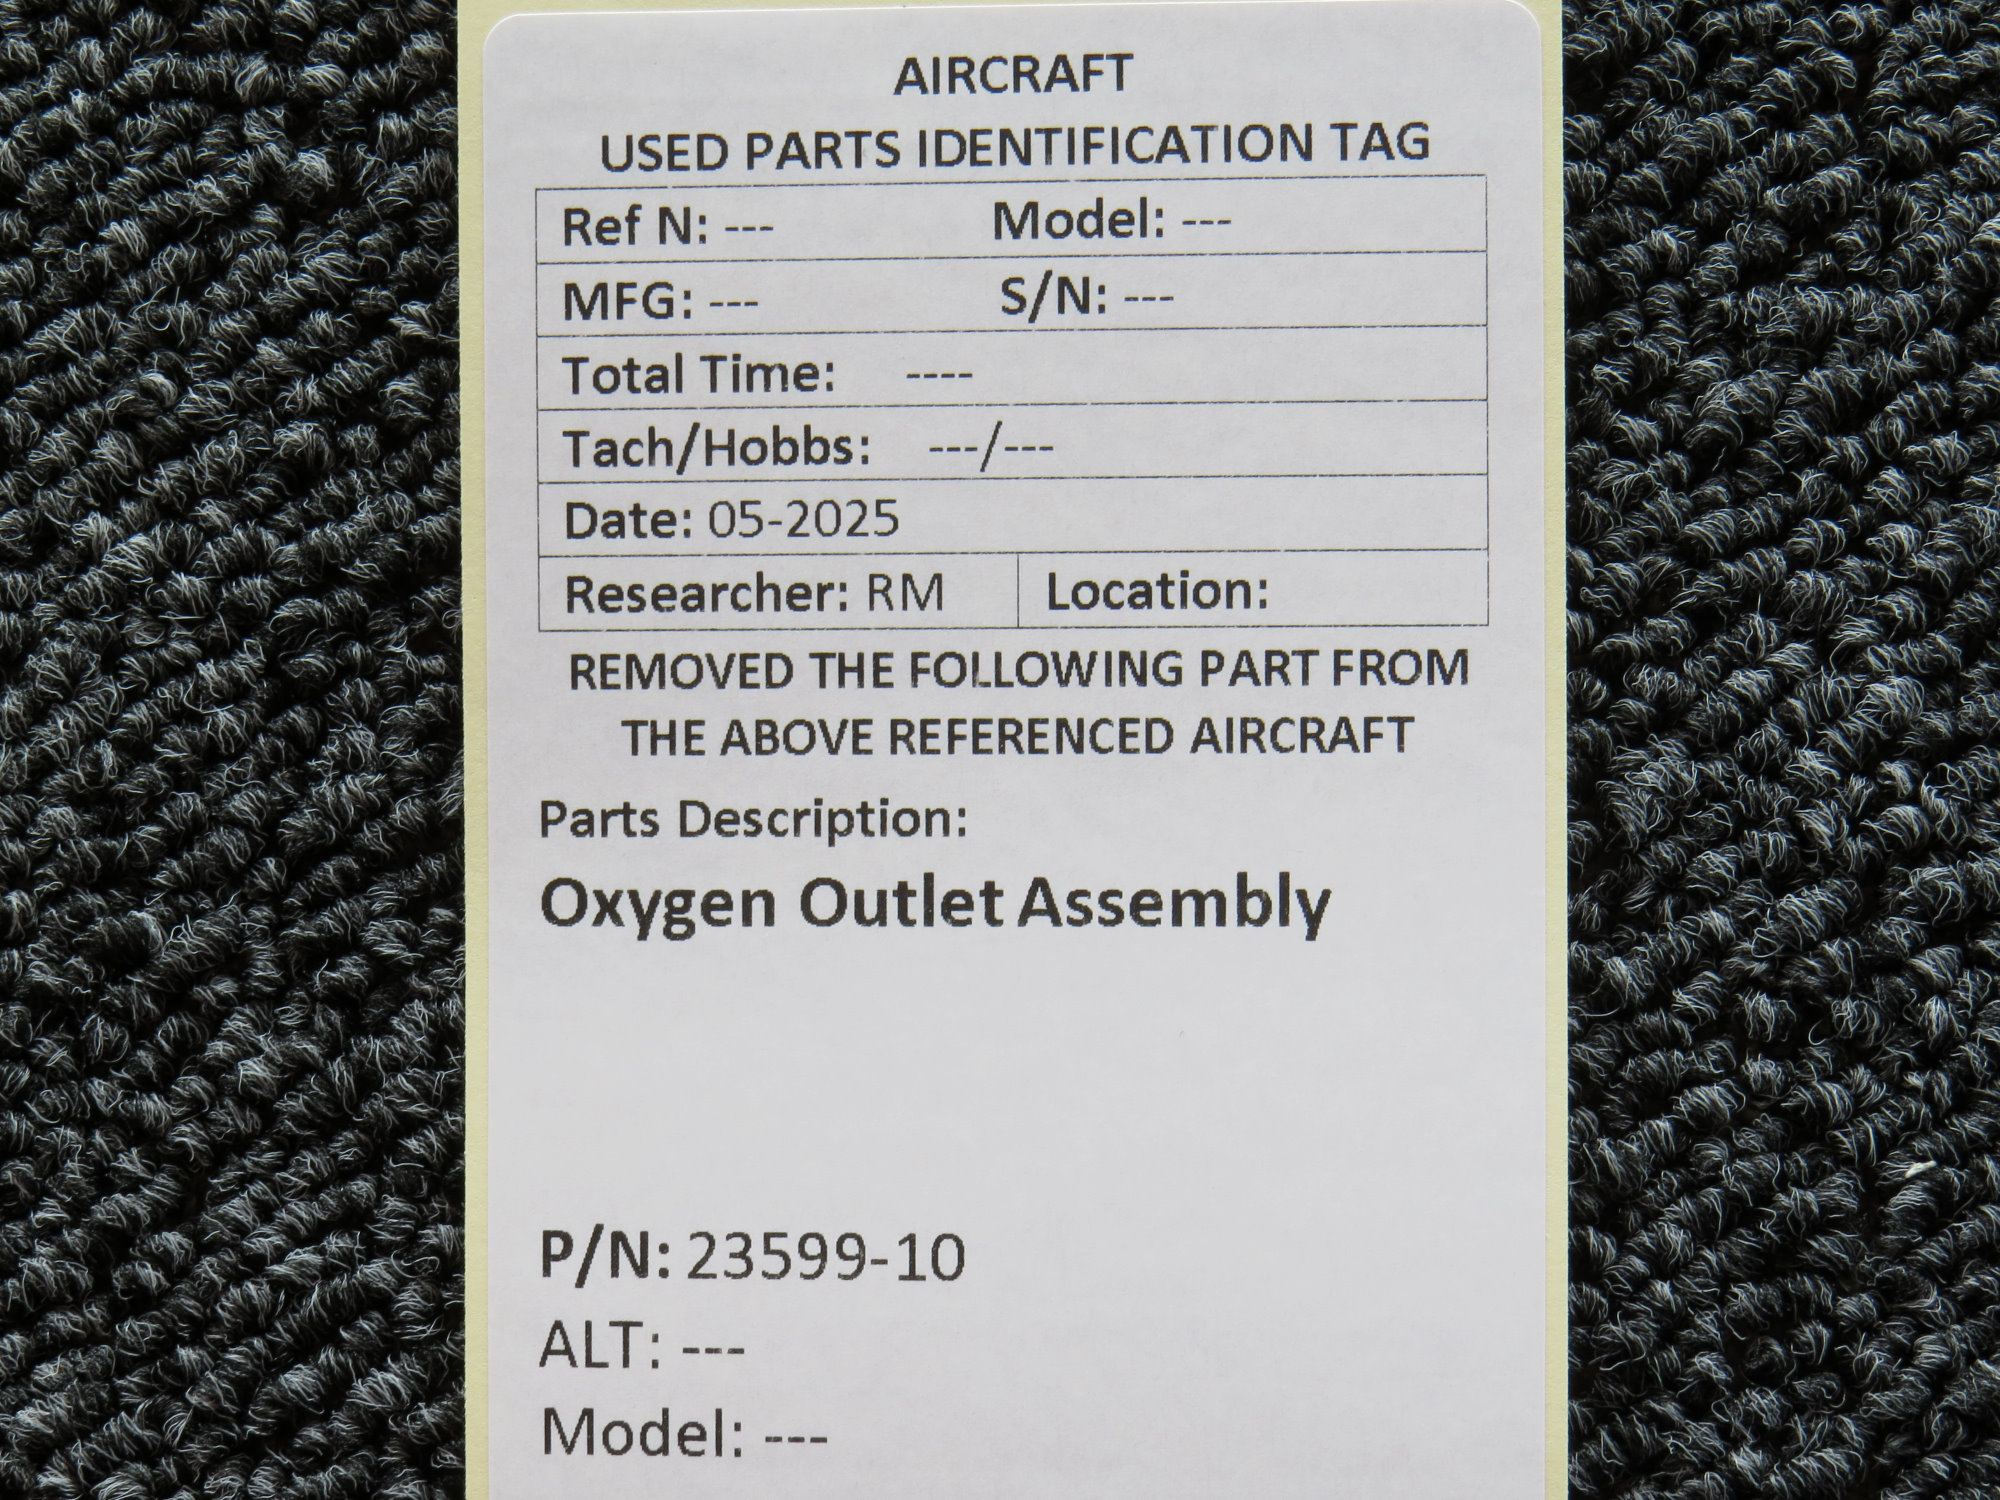 AIRCRAFT
USED PARTS IDENTIFICATION TAG
Ref N: --- Model: ---
MFG: --- S/N: ---
Total Time: ----
Tach/Hobbs: ---/---
Date: 05-2025
Researcher: RM Location:
REMOVED THE FOLLOWING PART FROM
THE ABOVE REFERENCED AIRCRAFT
Parts Description:
Oxygen Outlet Assembly
P/N: 23599-10
ALT: ---
Model: ---